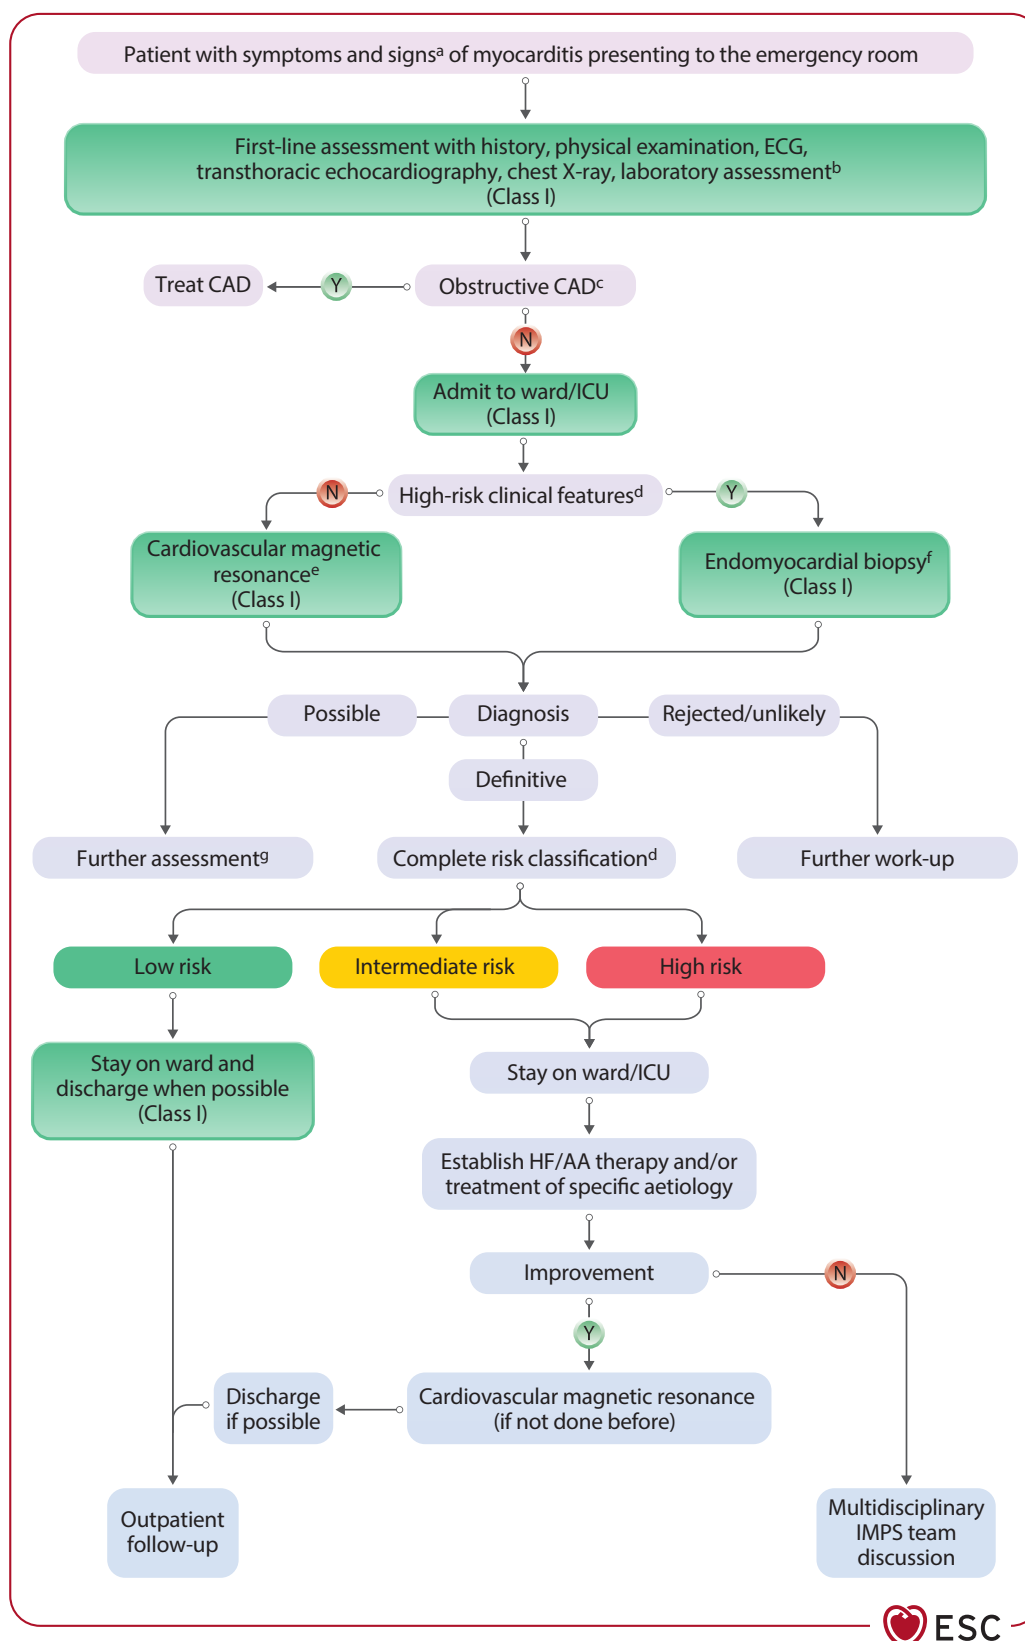 Patient with symptoms and signsᵃ of myocarditis presenting to the emergency room
First-line assessment with history, physical examination, ECG,
transthoracic echocardiography, chest X-ray, laboratory assessmentᵇ
(Class I)
Treat CAD
Y
Obstructive CADᶜ
N
Admit to ward/ICU
(Class I)
N
High-risk clinical featuresᵈ
Y
Cardiovascular magnetic
resonanceᵉ
(Class I)
Endomyocardial biopsyᶠ
(Class I)
Possible
Diagnosis
Rejected/unlikely
Definitive
Further assessmentᵍ
Complete risk classificationᵈ
Further work-up
Low risk
Intermediate risk
High risk
Stay on ward and
discharge when possible
(Class I)
Stay on ward/ICU
Establish HF/AA therapy and/or
treatment of specific aetiology
Improvement
N
Y
Discharge
if possible
Cardiovascular magnetic resonance
(if not done before)
Outpatient
follow-up
Multidisciplinary
IMPS team
discussion
ESC